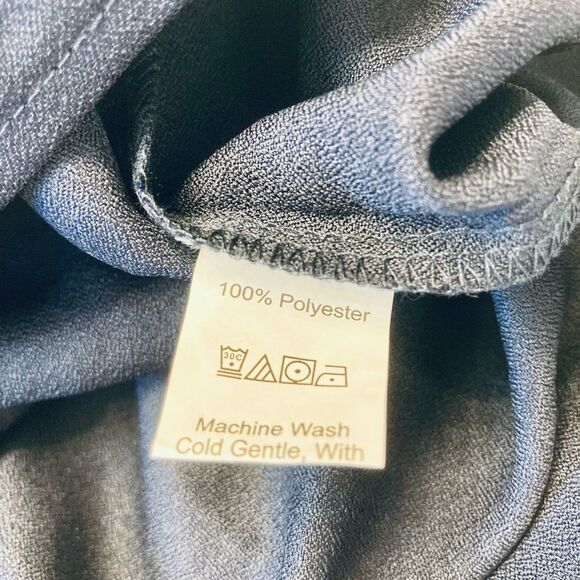 100% Polyester
30C
Machine Wash
Cold Gentle, With